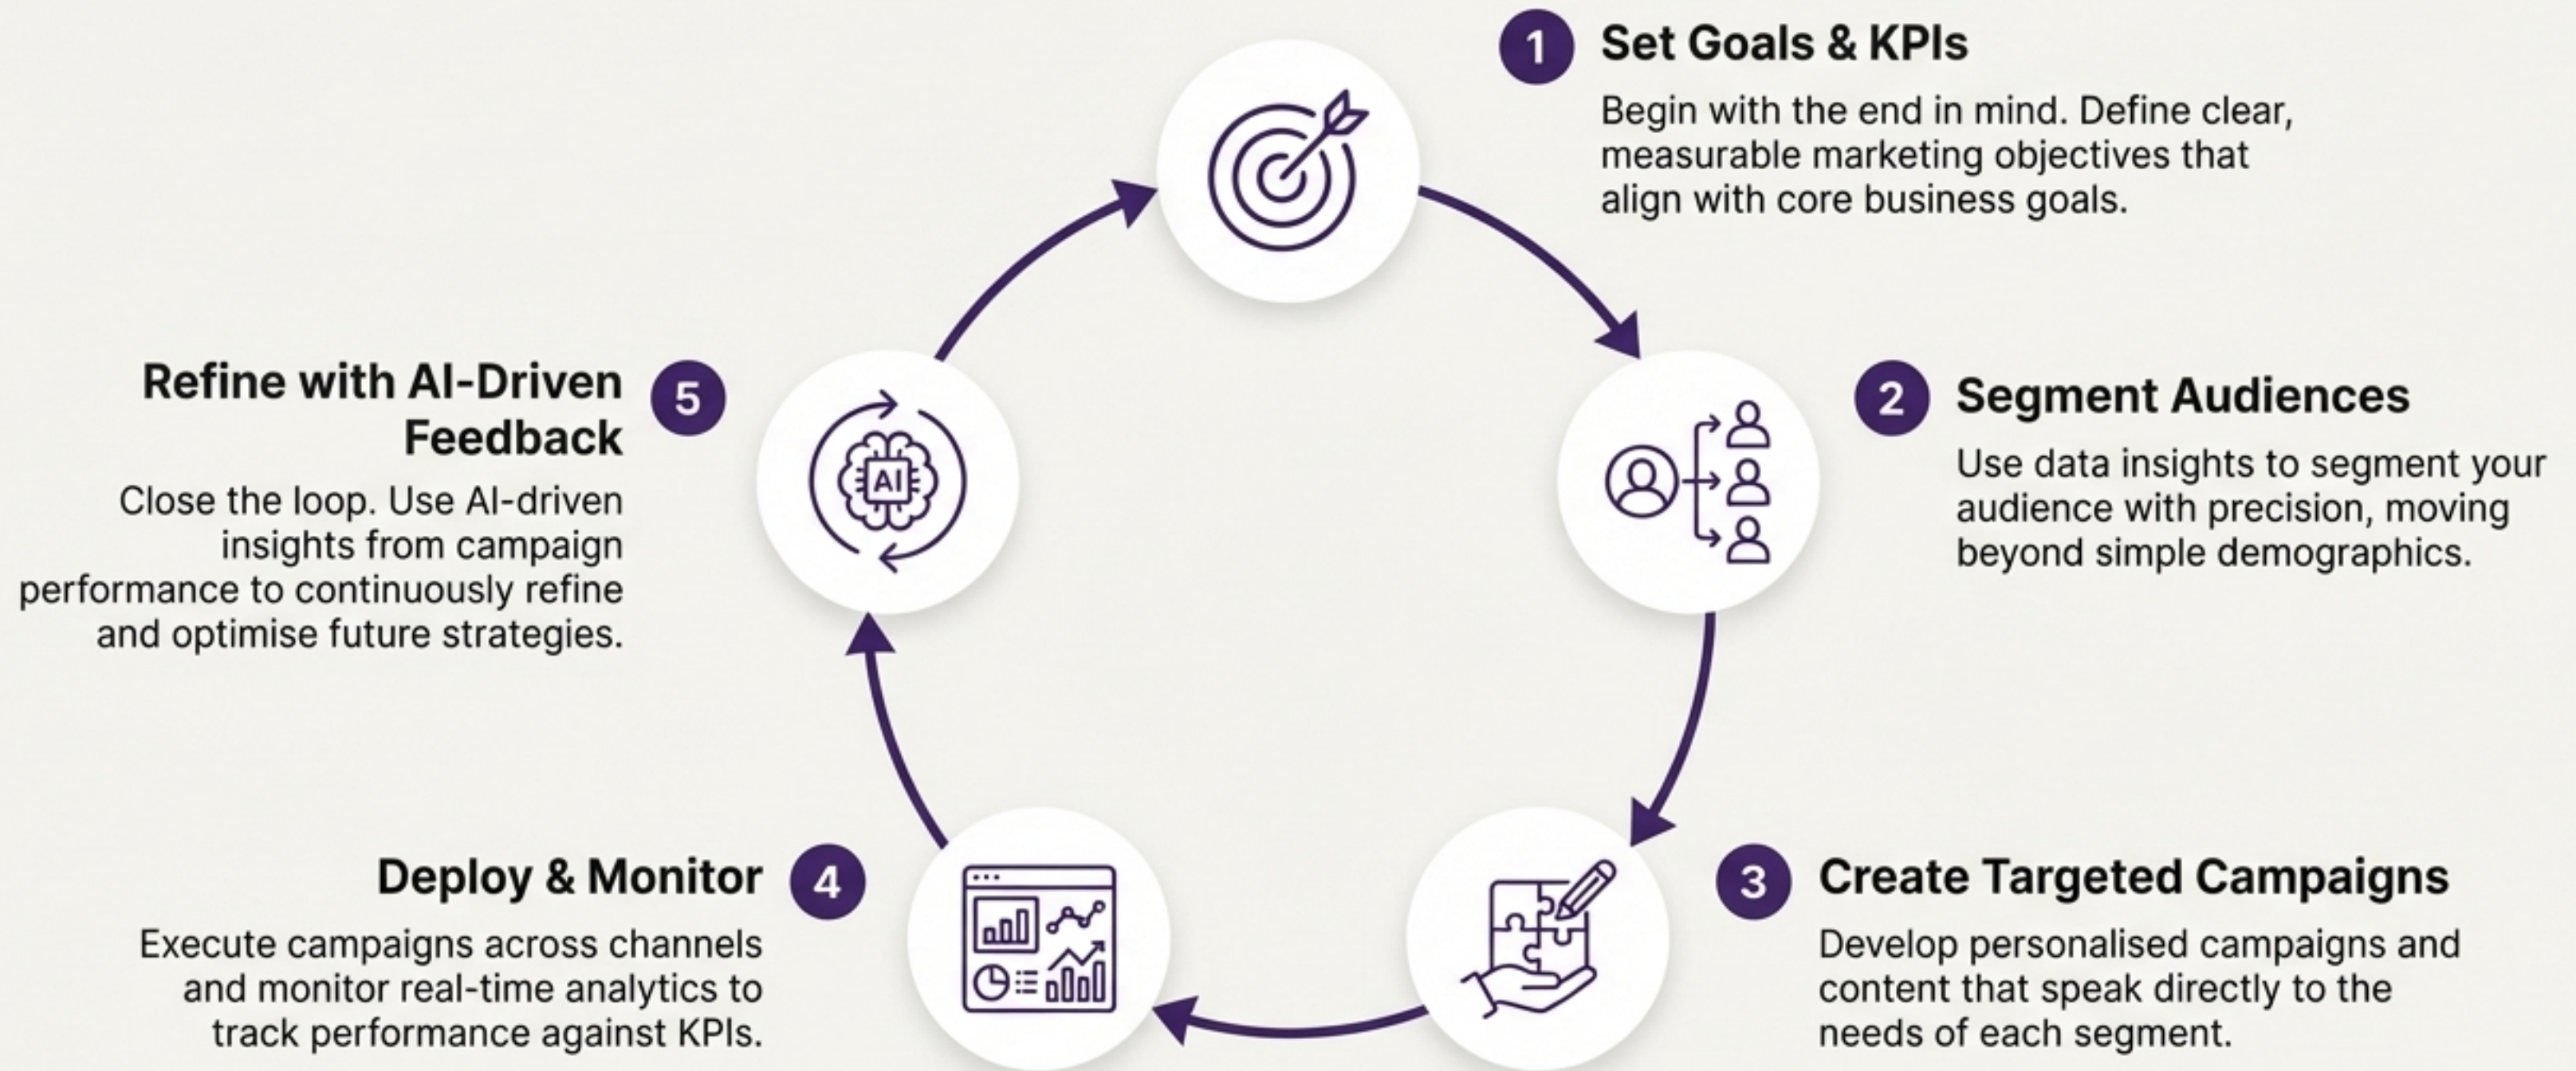 1
Set Goals & KPIs
Begin with the end in mind. Define clear,
measurable marketing objectives that
align with core business goals.
2
Segment Audiences
Use data insights to segment your
audience with precision, moving
beyond simple demographics.
3
Create Targeted Campaigns
Develop personalised campaigns and
content that speak directly to the
needs of each segment.
4
Deploy & Monitor
Execute campaigns across channels
and monitor real-time analytics to
track performance against KPIs.
5
Refine with AI-Driven
Feedback
Close the loop. Use AI-driven
insights from campaign
performance to continuously refine
and optimise future strategies.
AI